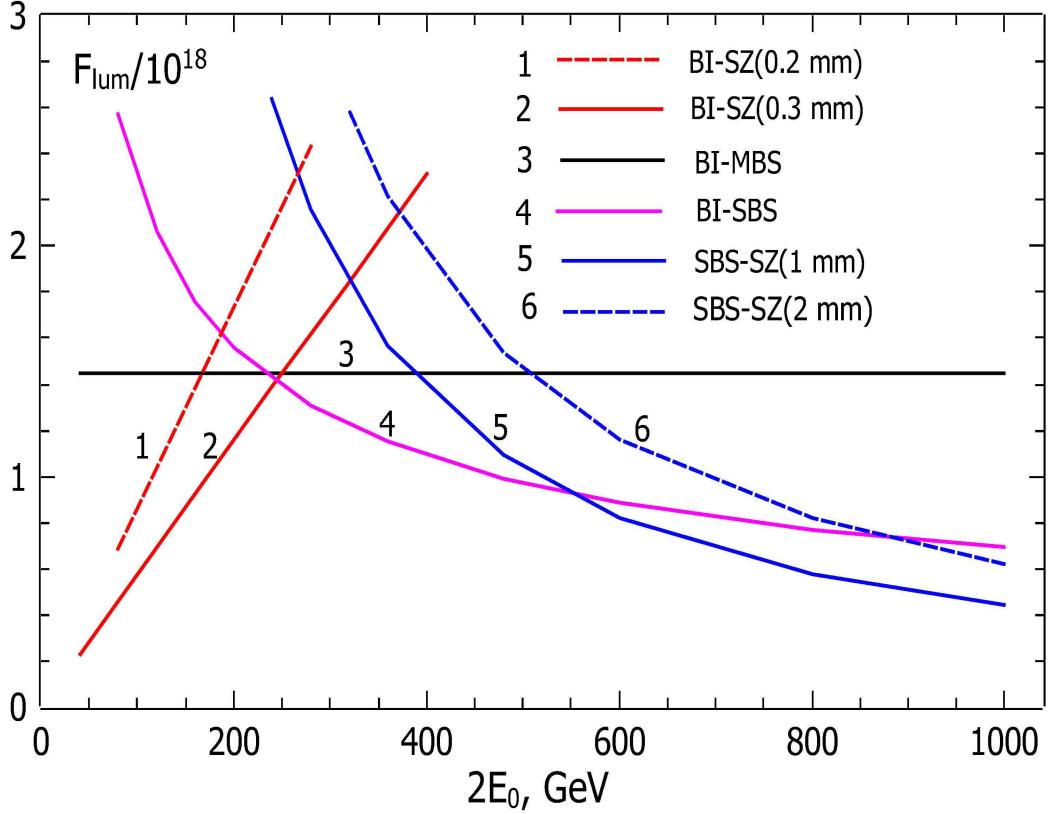 3
F_lum/10^18
1 BI-SZ(0.2 mm)
2 BI-SZ(0.3 mm)
3 BI-MBS
4 BI-SBS
5 SBS-SZ(1 mm)
6 SBS-SZ(2 mm)
2
3
4
5
6
1
2
1
0
0 200 400 600 800 1000
2E_0, GeV